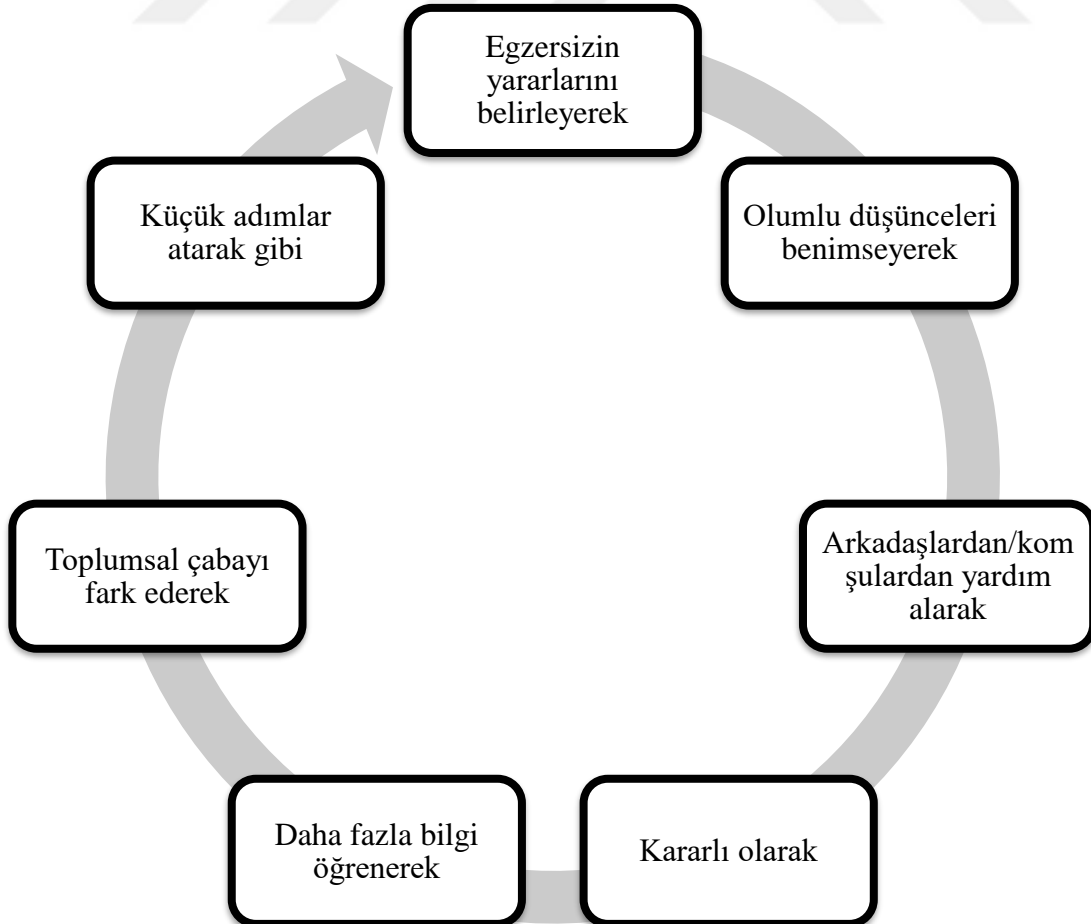 Egzersizin
yararlarını
belirleyerek
Olumlu düşünceleri
benimseyerek
Arkadaşlardan/kom
şulardan yardım
alarak
Kararlı olarak
Daha fazla bilgi
öğrenerek
Toplumsal çabayı
fark ederek
Küçük adımlar
atarak gibi